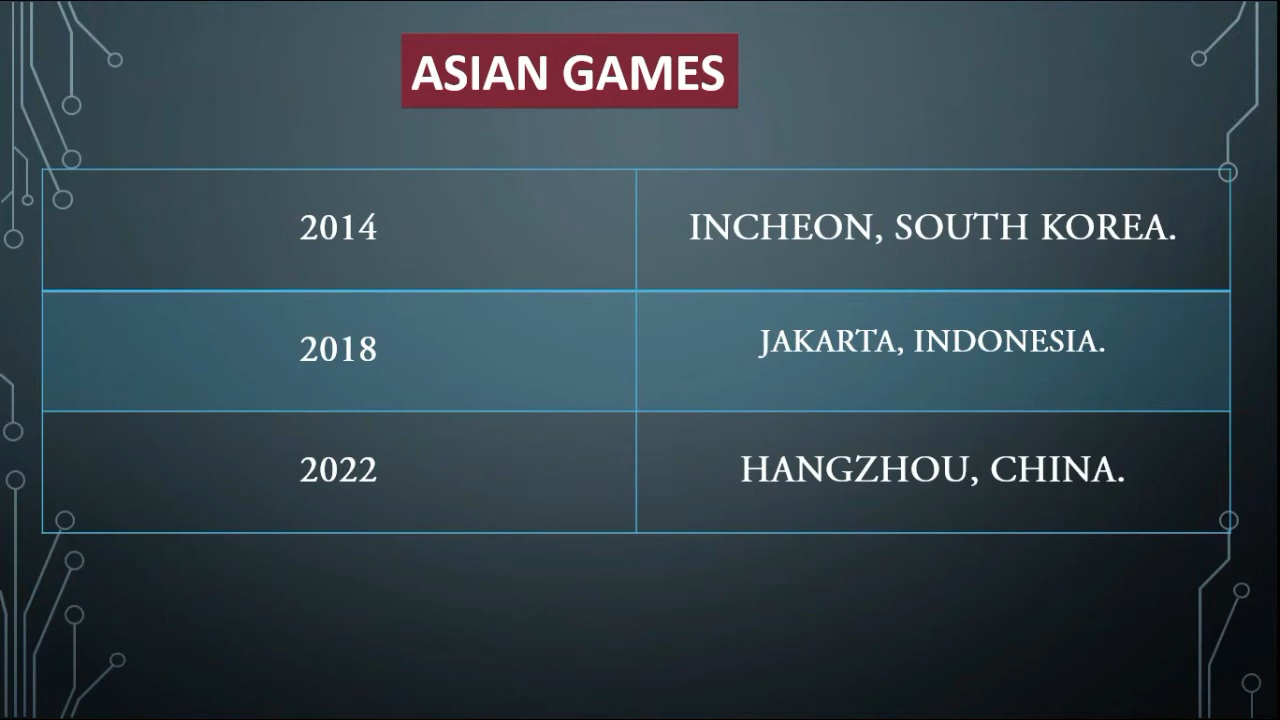 ASIAN GAMES
2014
INCHEON, SOUTH KOREA.
2018
JAKARTA, INDONESIA.
2022
HANGZHOU, CHINA.